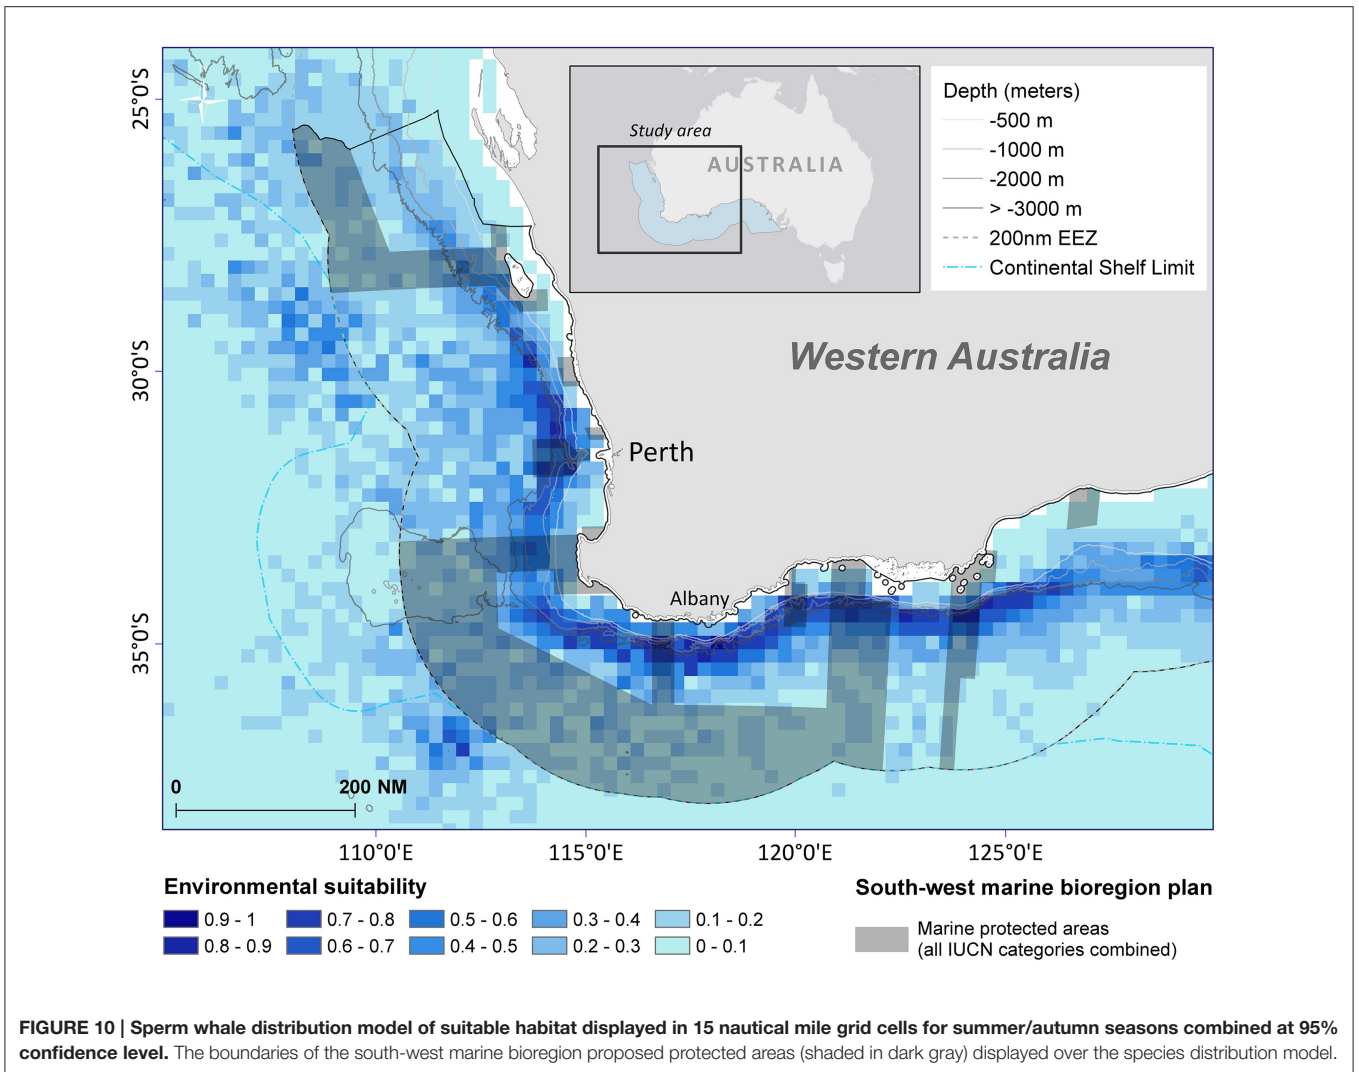 25°0'S
30°0'S
35°0'S
Study area
AUSTRALIA
Depth (meters)
-500 m
-1000 m
-2000 m
> -3000 m
200nm EEZ
Continental Shelf Limit
Western Australia
Perth
Albany
0 200 NM
110°0'E 115°0'E 120°0'E 125°0'E
Environmental suitability
0.9 - 1 0.7 - 0.8 0.5 - 0.6 0.3 - 0.4 0.1 - 0.2
0.8 - 0.9 0.6 - 0.7 0.4 - 0.5 0.2 - 0.3 0 - 0.1
South-west marine bioregion plan
Marine protected areas
(all IUCN categories combined)
FIGURE 10 | Sperm whale distribution model of suitable habitat displayed in 15 nautical mile grid cells for summer/autumn seasons combined at 95%
confidence level. The boundaries of the south-west marine bioregion proposed protected areas (shaded in dark gray) displayed over the species distribution model.